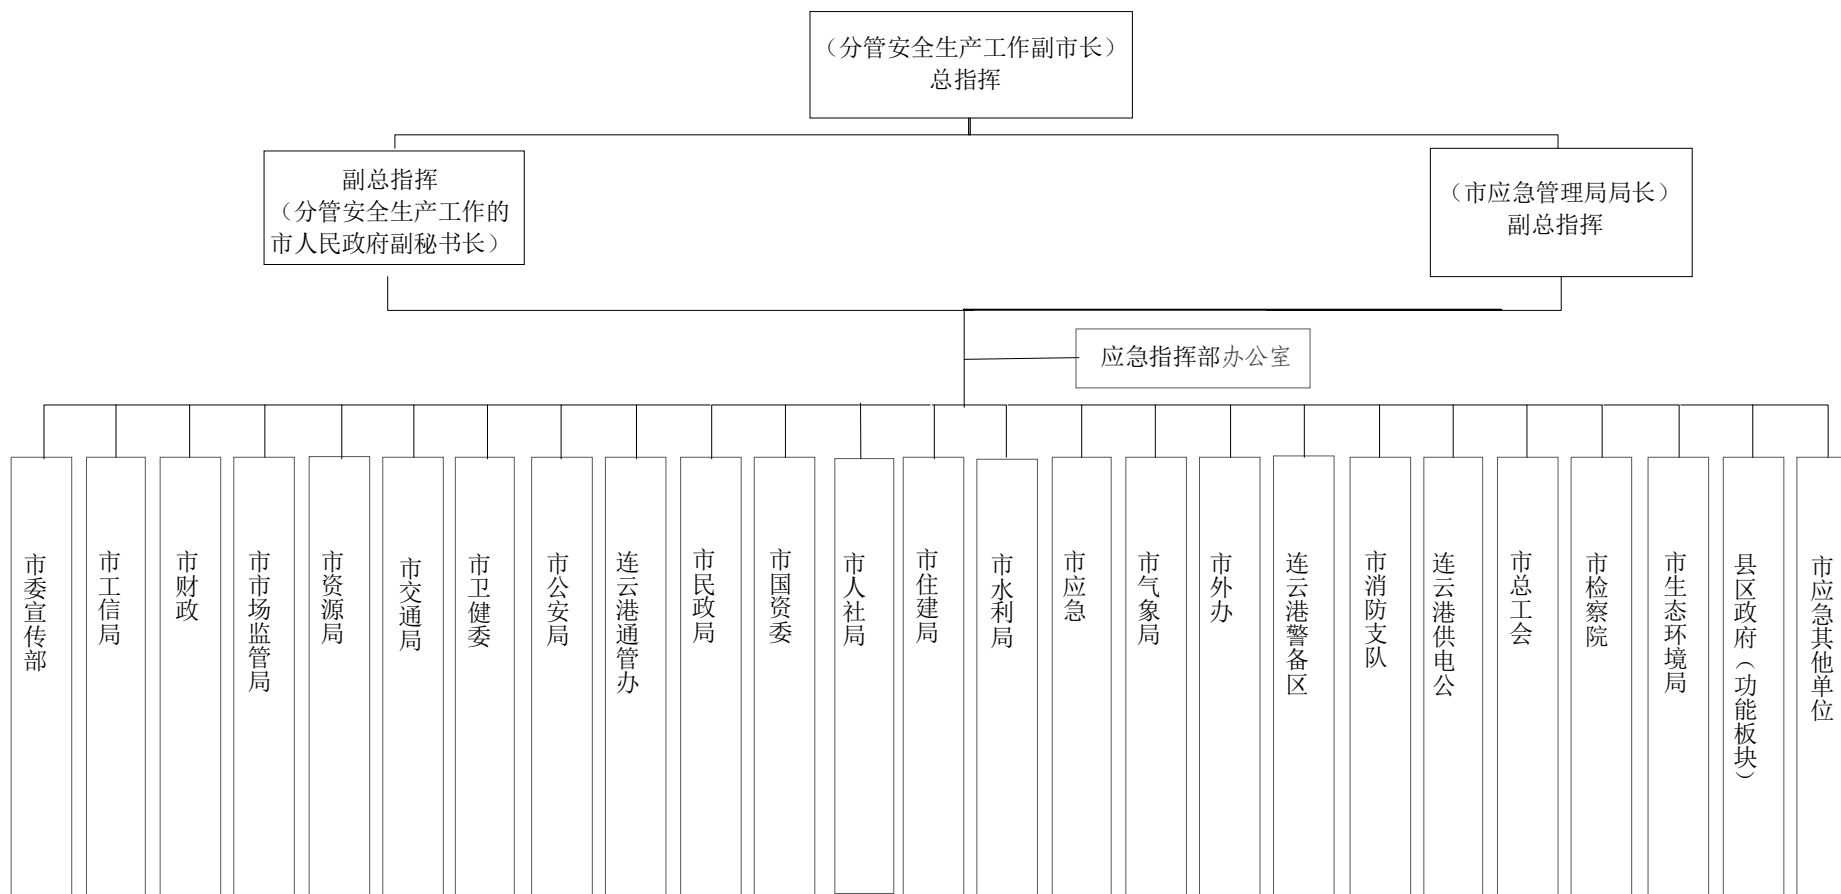 （分管安全生产工作副市长）
总指挥
副总指挥
（分管安全生产工作的
市人民政府副秘书长）
（市应急管理局局长）
副总指挥
应急指挥部办公室
市委宣传部
市工信局
市财政
市市场监管局
市资源局
市交通局
市卫健委
市公安局
连云港通管办
市民政局
市国资委
市人社局
市住建局
市水利局
市应急
市气象局
市外办
连云港警备区
市消防支队
连云港供电公
市总工会
市检察院
市生态环境局
县区政府（功能板块）
市应急其他单位